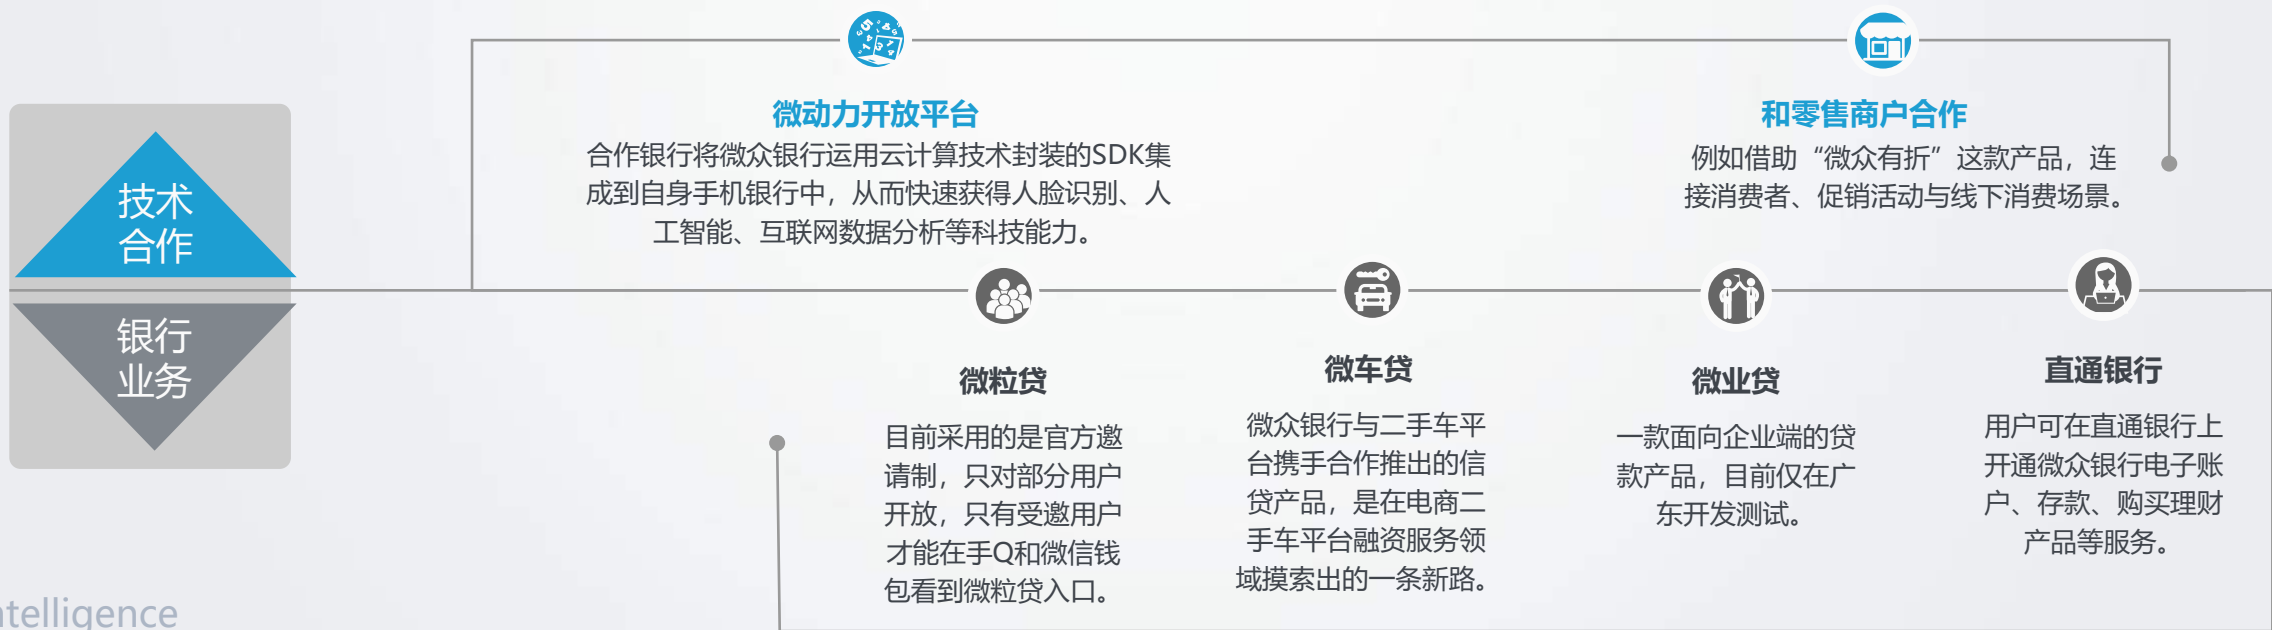 技术
合作
银行
业务
微动力开放平台
合作银行将微众银行运用云计算技术封装的SDK集
成到自身手机银行中，从而快速获得人脸识别、人
工智能、互联网数据分析等科技能力。
和零售商户合作
例如借助“微众有折”这款产品，连
接消费者、促销活动与线下消费场景。
微粒贷
目前采用的是官方邀
请制，只对部分用户
开放，只有受邀用户
才能在手Q和微信钱
包看到微粒贷入口。
微车贷
微众银行与二手车平
台携手合作推出的信
贷产品，是在电商二
手车平台融资服务领
域摸索出的一条新路。
微业贷
一款面向企业端的贷
款产品，目前仅在广
东开发测试。
直通银行
用户可在直通银行上
开通微众银行电子账
户、存款、购买理财
产品等服务。
ntelligence